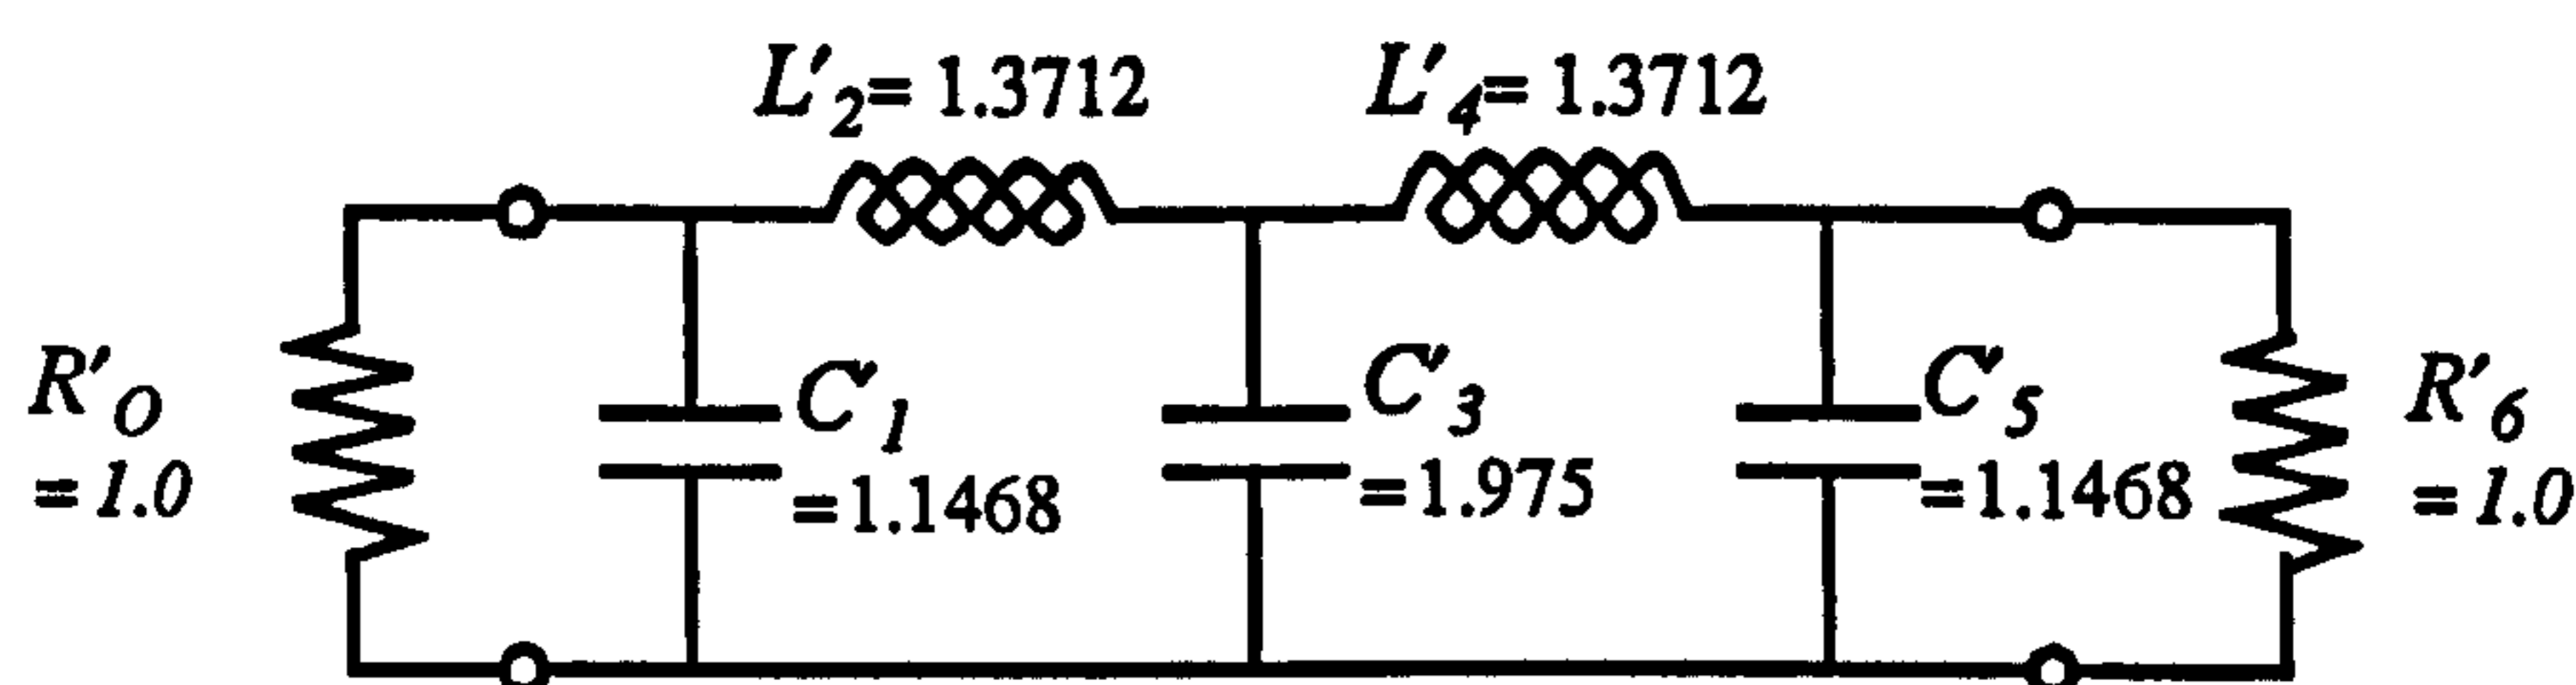 L'2= 1.3712
L'4= 1.3712
R'O
= 1.0
C'1
=1.1468
C'3
=1.975
C'5
=1.1468
R'6
= 1.0